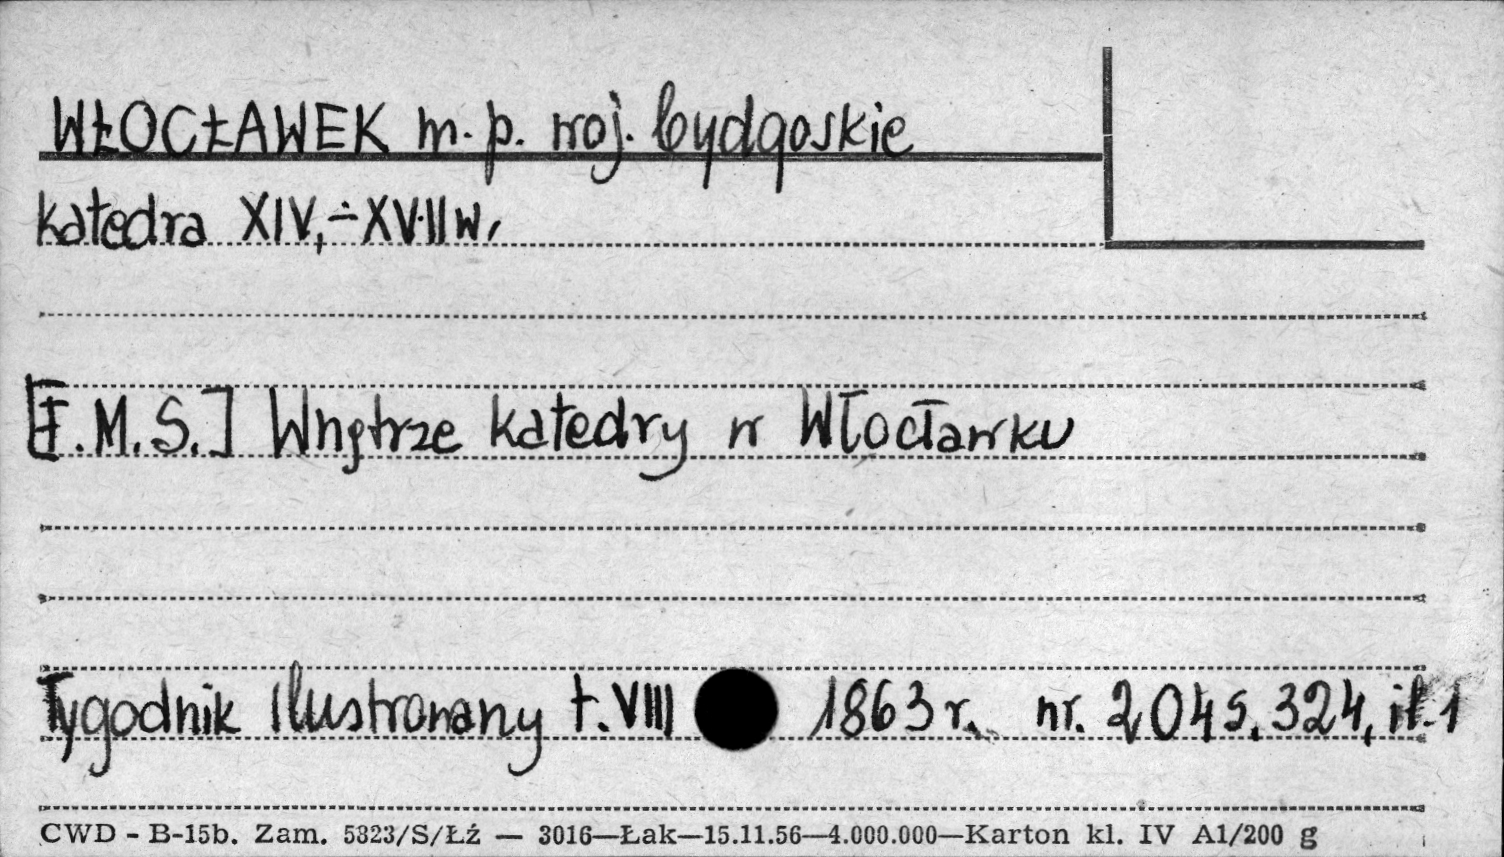 WŁOCŁAWEK m. p. woj. bydgoskie
katedra XIV,÷XVII w.
[F.M.S.] Wnętrze katedry w Włocławku
Tygodnik Ilustrowany t. VIII 1863 r. nr. 204 s. 324, il. 1
CWD - B-15b. Zam. 5323/S/Łź — 3016—Łak—15.11.56—4.000.000—Karton kl. IV A1/200 g